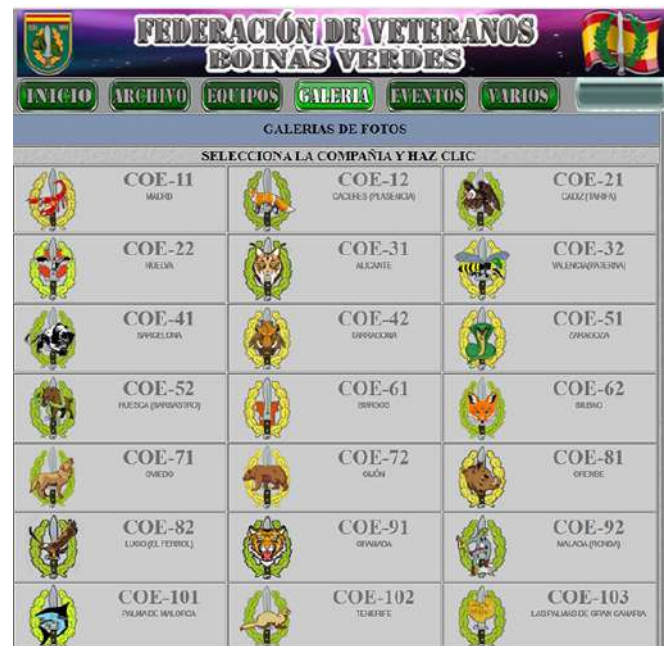 FEDERACIÓN DE VETERANOS
BOINAS VERDES
INICIO ARCHIVO EQUIPOS GALERIA EVENTOS VARIOS
GALERIAS DE FOTOS
SELECCIONA LA COMPAÑIA Y HAZ CLIC
COE-11 COE-12 COE-21
MADRID CACERES (PLASENCIA) CADIZ (TARIFA)
COE-22 COE-31 COE-32
HUELVA ALICANTE VALENCIA(PATERNA)
COE-41 COE-42 COE-51
BARCELONA TARRAGONA ZARAGOZA
COE-52 COE-61 COE-62
HUESCA (BARBASTRO) BURGOS BILBAO
COE-71 COE-72 COE-81
OVIEDO GIJÓN ORENSE
COE-82 COE-91 COE-92
LUGO (EL FERROL) GRANADA MALAGA (RONDA)
COE-101 COE-102 COE-103
PALMA DE MALLORCA TENERIFE LAS PALMAS DE GRAN CANARIA